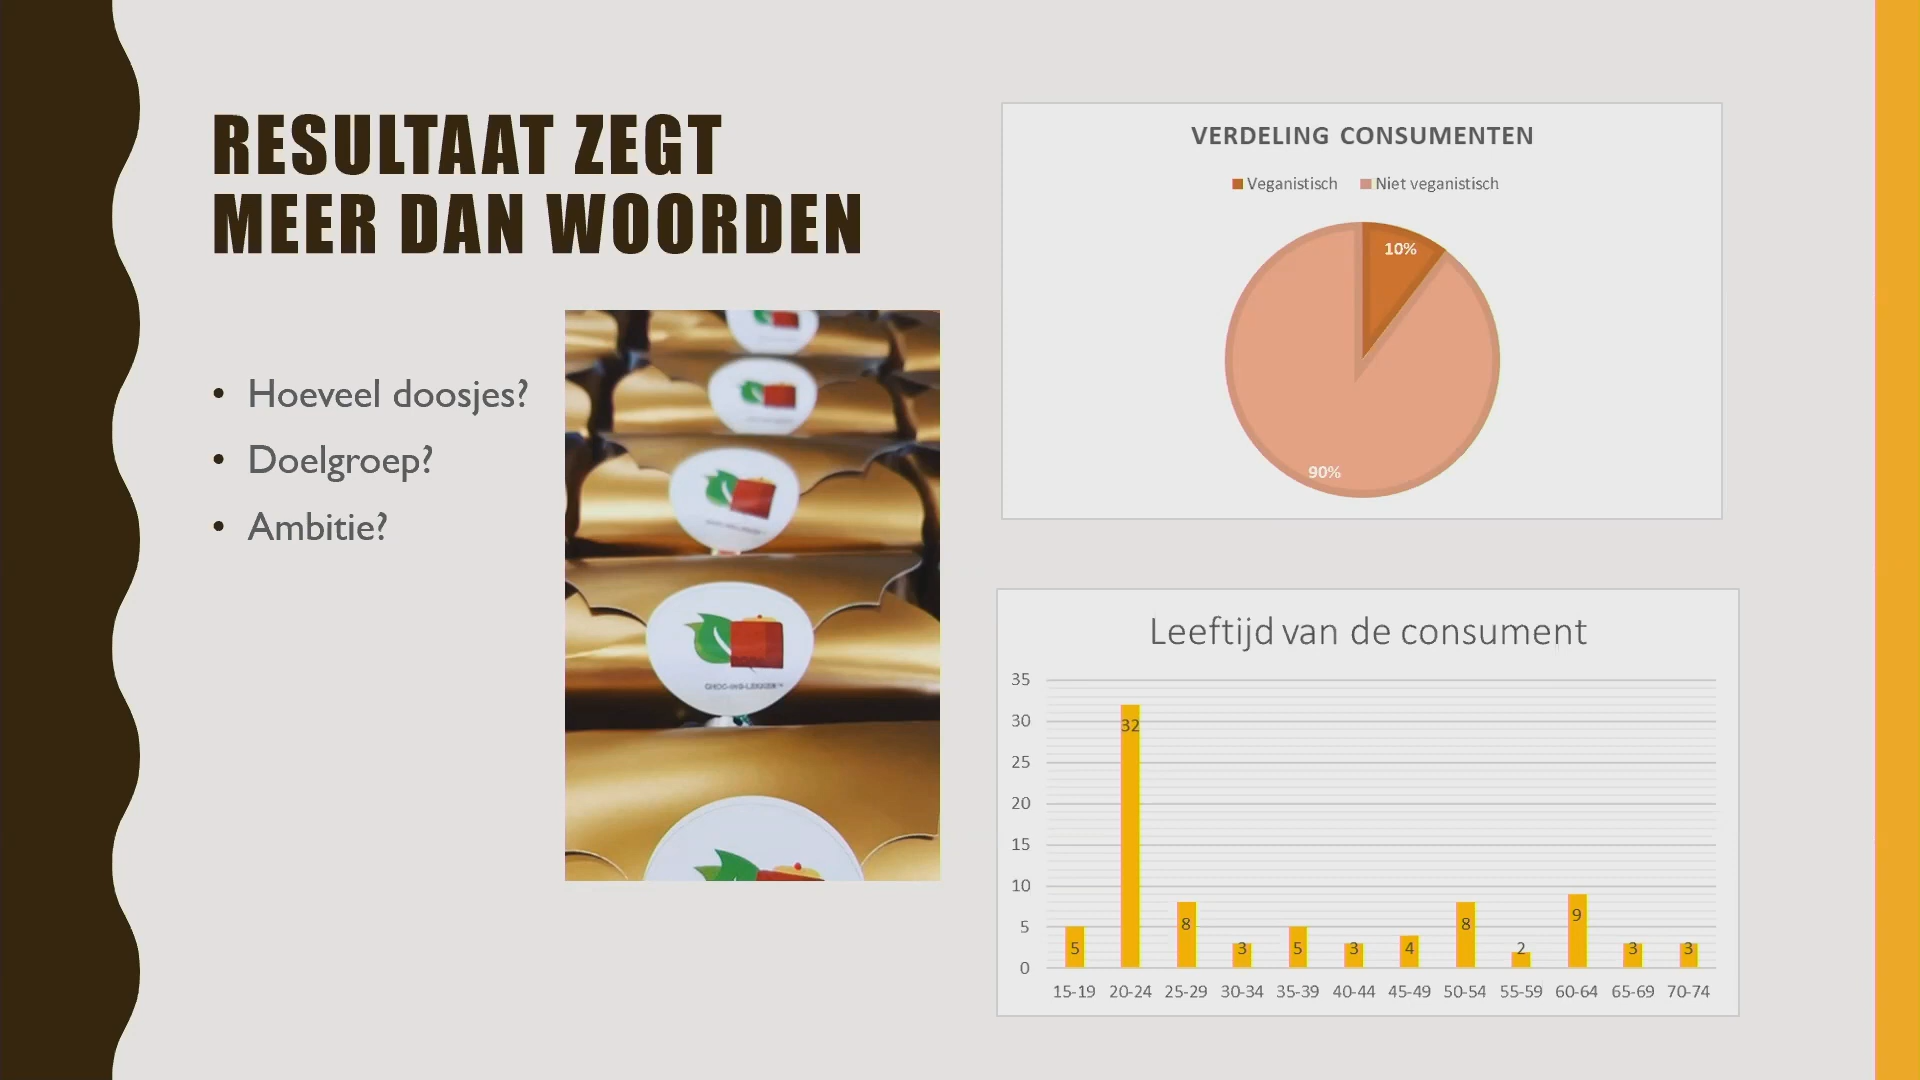 RESULTAAT ZEGT
MEER DAN WOORDEN
• Hoeveel doosjes?
• Doelgroep?
• Ambitie?
VERDELING CONSUMENTEN
Veganistisch Niet veganistisch
10%
90%
Leeftijd van de consument
35
30
25
20
15
10
5
0
5 32 8 3 5 3 4 8 2 9 3 3
15-19 20-24 25-29 30-34 35-39 40-44 45-49 50-54 55-59 60-64 65-69 70-74